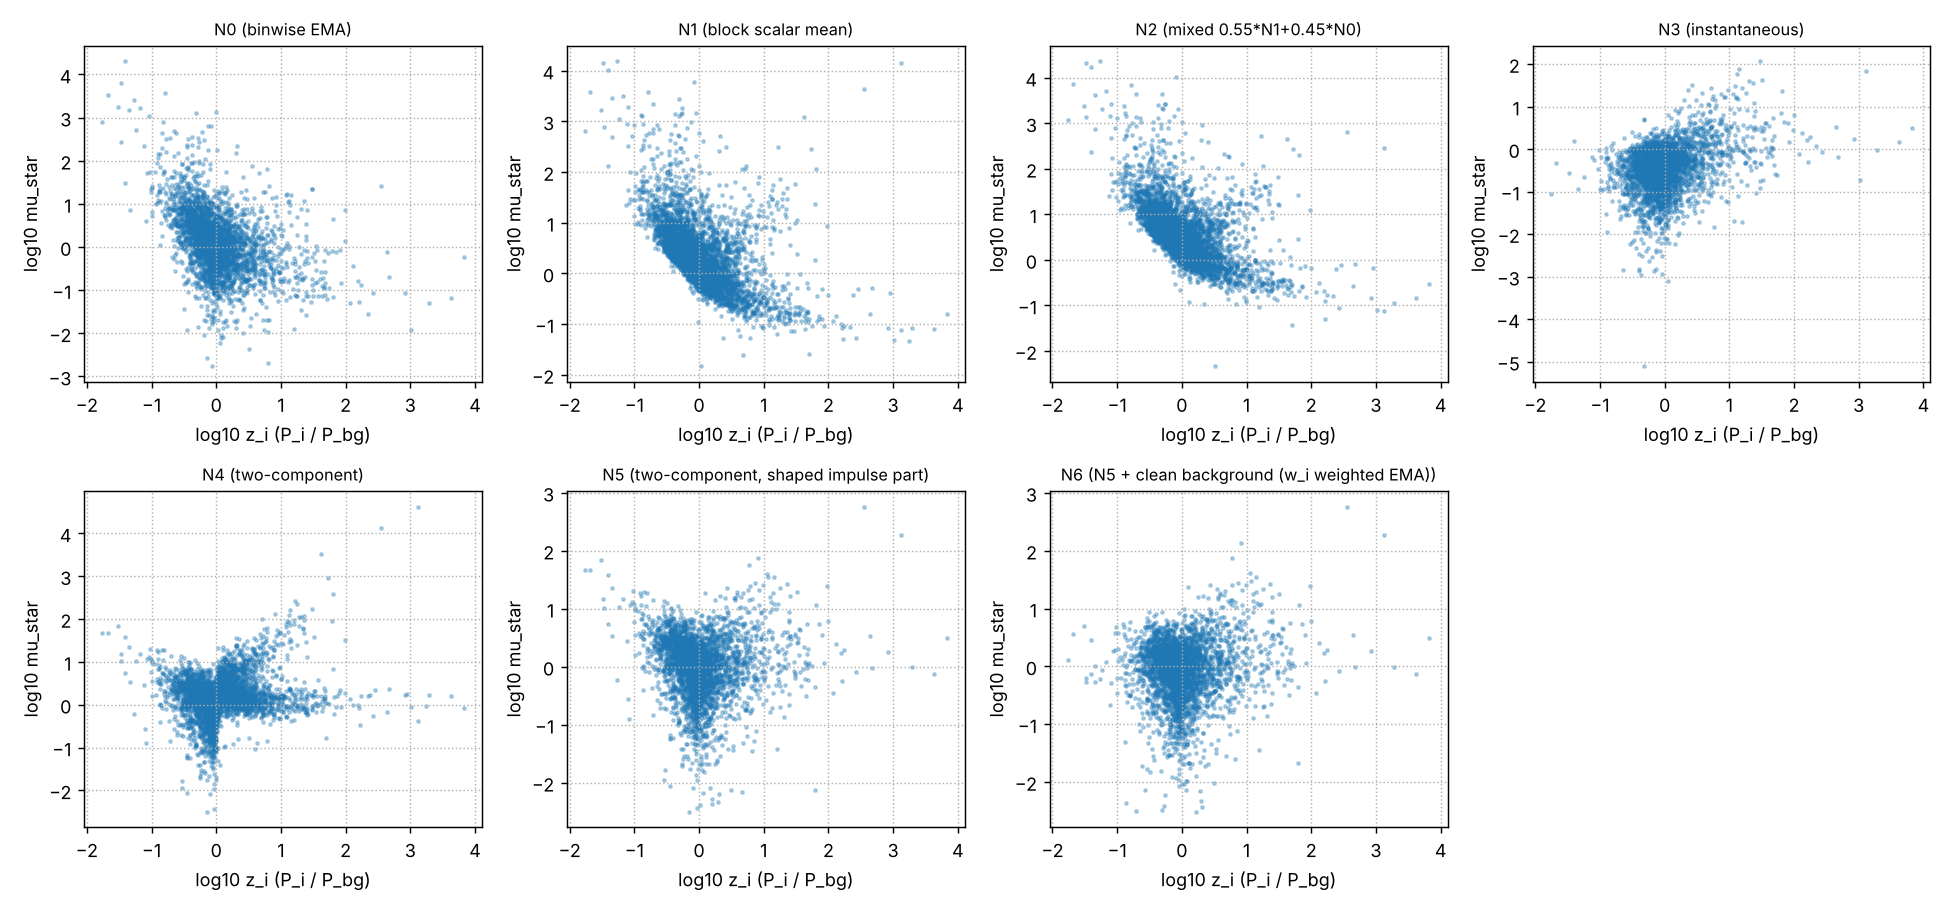 N0 (binwise EMA)
log10 mu_star
4
3
2
1
0
−1
−2
−3
−2 −1 0 1 2 3 4
log10 z_i (P_i / P_bg)
N1 (block scalar mean)
log10 mu_star
4
3
2
1
0
−1
−2
−2 −1 0 1 2 3 4
log10 z_i (P_i / P_bg)
N2 (mixed 0.55*N1+0.45*N0)
log10 mu_star
4
3
2
1
0
−1
−2
−2 −1 0 1 2 3 4
log10 z_i (P_i / P_bg)
N3 (instantaneous)
log10 mu_star
2
1
0
−1
−2
−3
−4
−5
−2 −1 0 1 2 3 4
log10 z_i (P_i / P_bg)
N4 (two-component)
log10 mu_star
4
3
2
1
0
−1
−2
−2 −1 0 1 2 3 4
log10 z_i (P_i / P_bg)
N5 (two-component, shaped impulse part)
log10 mu_star
3
2
1
0
−1
−2
−2 −1 0 1 2 3 4
log10 z_i (P_i / P_bg)
N6 (N5 + clean background (w_i weighted EMA))
log10 mu_star
3
2
1
0
−1
−2
−2 −1 0 1 2 3 4
log10 z_i (P_i / P_bg)